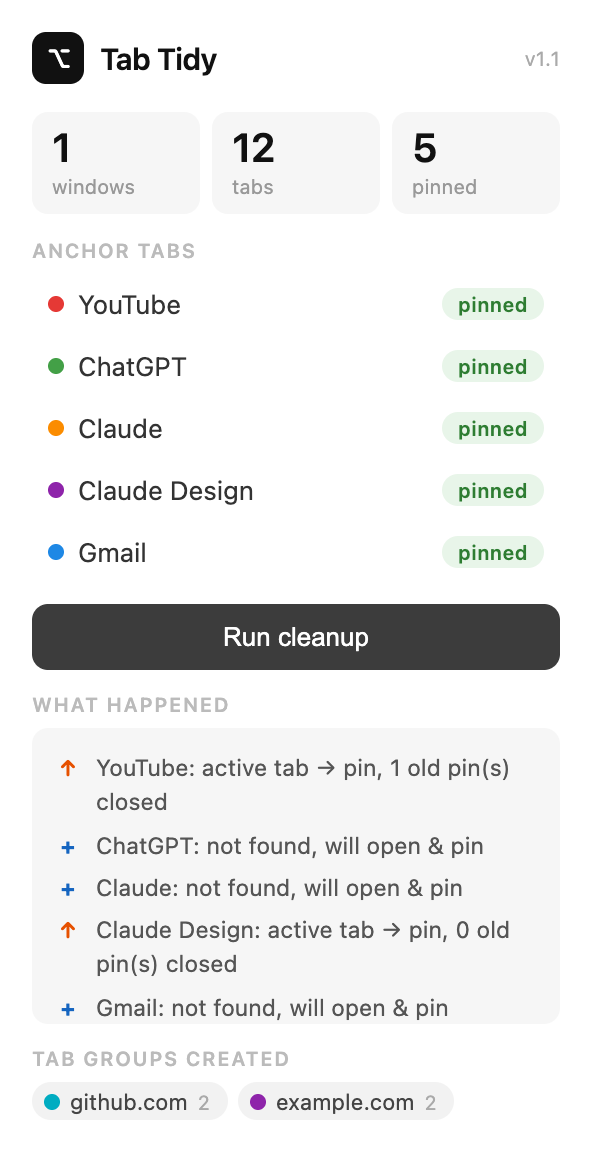 Tab Tidy
v1.1
1
windows
12
tabs
5
pinned
ANCHOR TABS
YouTube pinned
ChatGPT pinned
Claude pinned
Claude Design pinned
Gmail pinned
Run cleanup
WHAT HAPPENED
↑ YouTube: active tab → pin, 1 old pin(s)
closed
+ ChatGPT: not found, will open & pin
+ Claude: not found, will open & pin
↑ Claude Design: active tab → pin, 0 old
pin(s) closed
+ Gmail: not found, will open & pin
TAB GROUPS CREATED
github.com 2 example.com 2